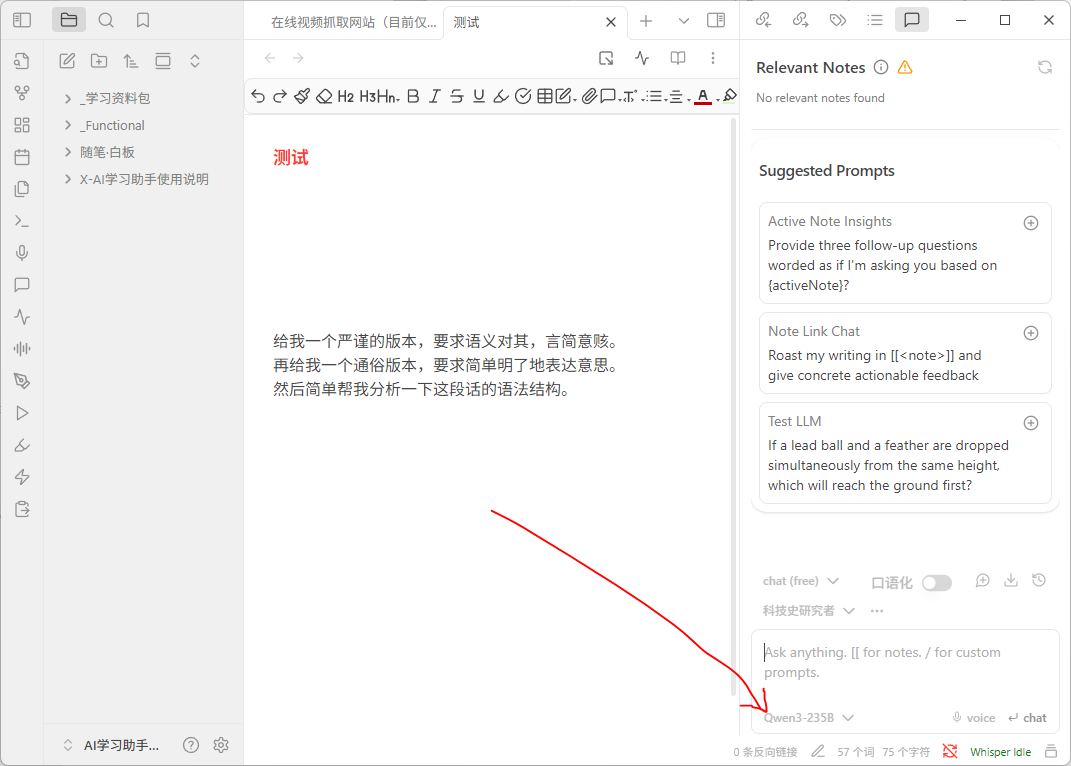 在线视频抓取网站（目前仅...
测试
_学习资料包
_Functional
随笔·白板
X-AI学习助手使用说明
AI学习助手...
H2 H3 Hn B I S U A
测试
给我一个严谨的版本，要求语义对其，言简意赅。
再给我一个通俗版本，要求简单明了地表达意思。
然后简单帮我分析一下这段话的语法结构。
Relevant Notes
No relevant notes found
Suggested Prompts
Active Note Insights
Provide three follow-up questions
worded as if I'm asking you based on
{activeNote}?
Note Link Chat
Roast my writing in [[<note>]] and
give concrete actionable feedback
Test LLM
If a lead ball and a feather are dropped
simultaneously from the same height,
which will reach the ground first?
chat (free)
口语化
科技史研究者
Ask anything. [[ for notes. / for custom
prompts.
Qwen3-235B
voice
chat
0 条反向链接
57 个词
75 个字符
Whisper Idle